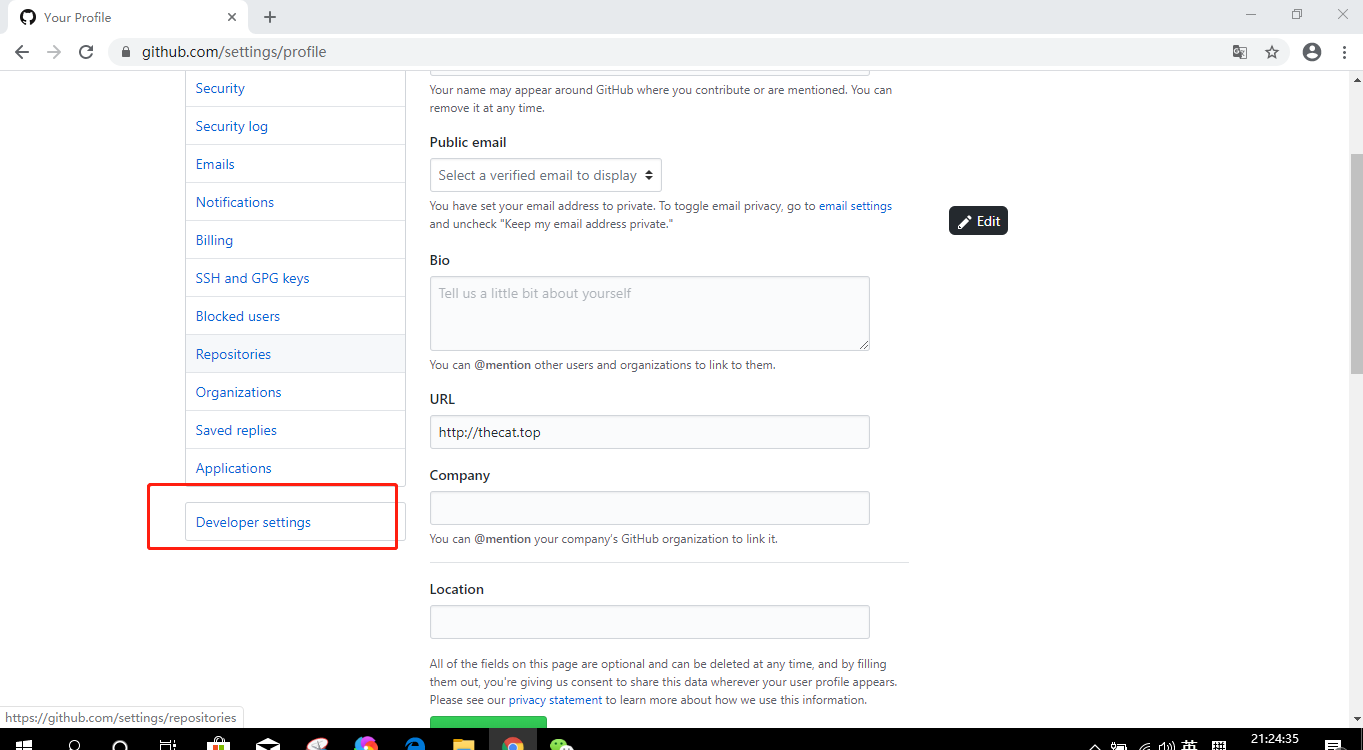 Your Profile
github.com/settings/profile
Security
Security log
Emails
Notifications
Billing
SSH and GPG keys
Blocked users
Repositories
Organizations
Saved replies
Applications
Developer settings
Your name may appear around GitHub where you contribute or are mentioned. You can
remove it at any time.
Public email
Select a verified email to display
You have set your email address to private. To toggle email privacy, go to email settings
and uncheck "Keep my email address private."
Edit
Bio
Tell us a little bit about yourself
You can @mention other users and organizations to link to them.
URL
http://thecat.top
Company
You can @mention your company's GitHub organization to link it.
Location
All of the fields on this page are optional and can be deleted at any time, and by filling
them out, you're giving us consent to share this data wherever your user profile appears.
Please see our privacy statement to learn more about how we use this information.
https://github.com/settings/repositories
英
21:24:35